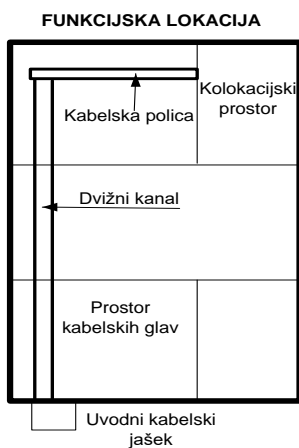 FUNKCIJSKA LOKACIJA
Kolokacijski
prostor
Kabelska polica
Dvižni kanal
Prostor
kabelskih glav
Uvodni kabelski
jašek